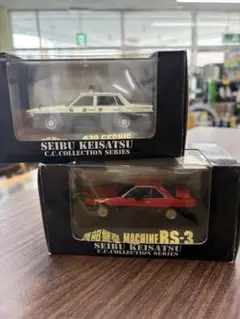 430 CEDRIC
SEIBU KEISATSU
C.C.COLLECTION SERIES
MACHINE RS-3
SEIBU KEISATSU
C.C.COLLECTION SERIES